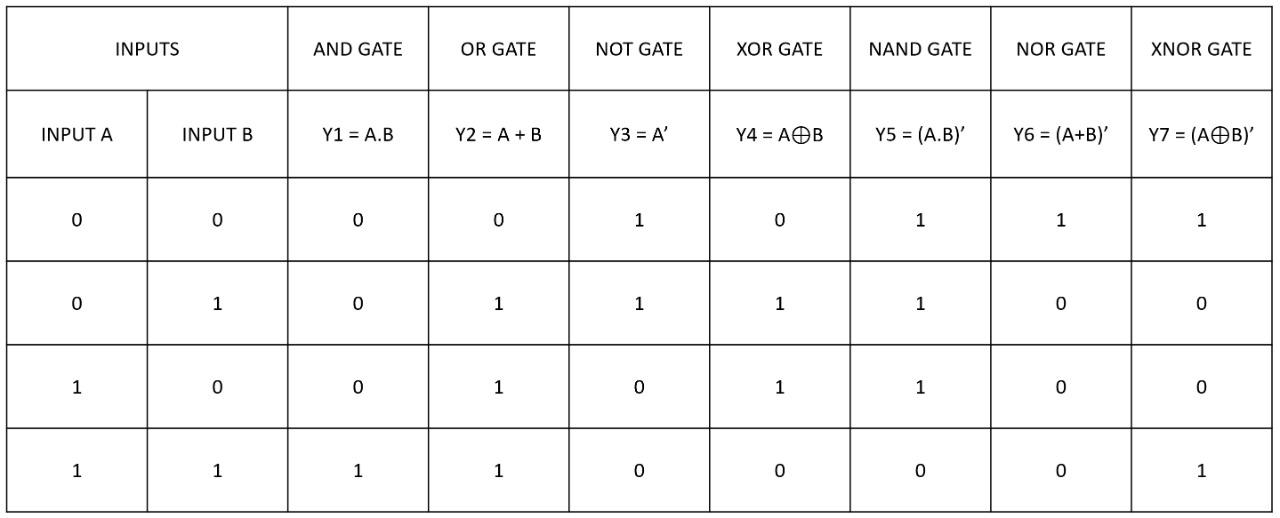 INPUTS AND GATE OR GATE NOT GATE XOR GATE NAND GATE NOR GATE XNOR GATE
INPUT A INPUT B Y1 = A.B Y2 = A + B Y3 = A’ Y4 = A⨁B Y5 = (A.B)’ Y6 = (A+B)’ Y7 = (A⨁B)’
0 0 0 0 1 0 1 1 1
0 1 0 1 1 1 1 0 0
1 0 0 1 0 1 1 0 0
1 1 1 1 0 0 0 0 1